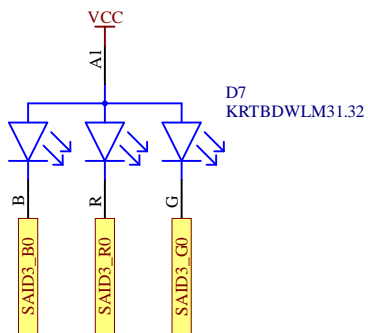 VCC
A1
D7
KRTBDWLM31.32
B
R
G
SAID3_B0
SAID3_R0
SAID3_G0